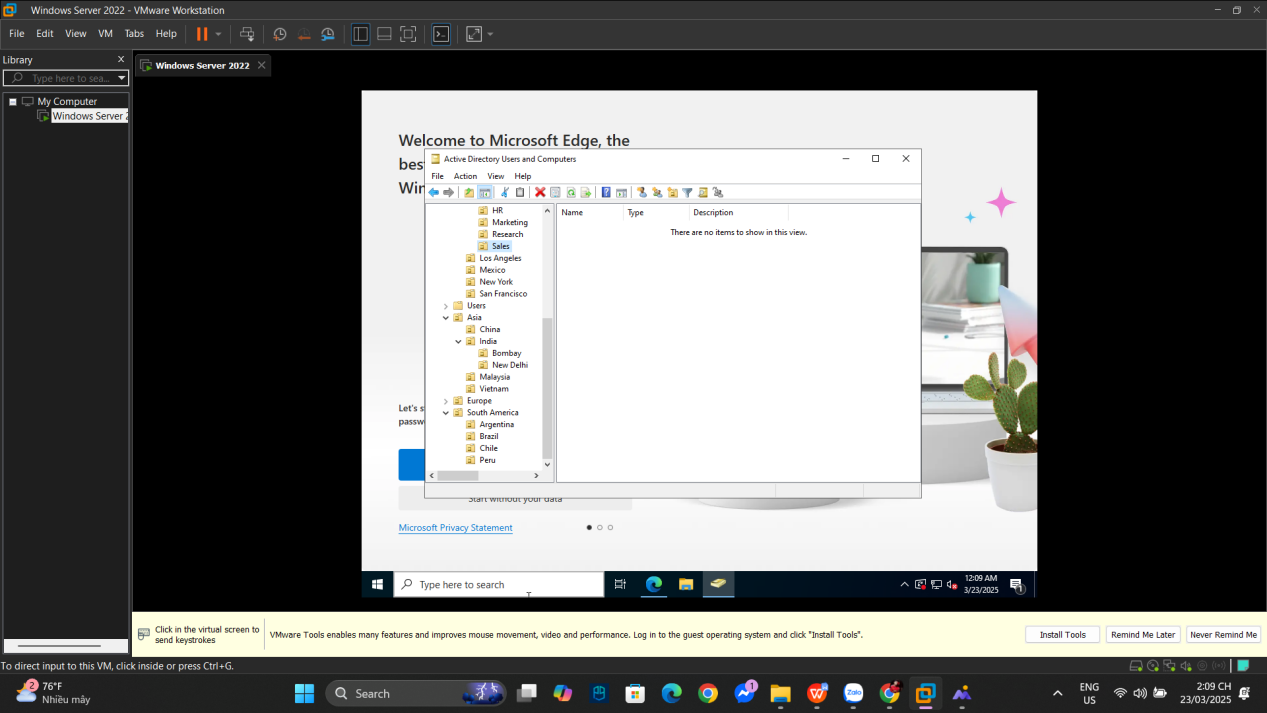 Windows Server 2022 - VMware Workstation
File Edit View VM Tabs Help
Library
Type here to sea...
My Computer
Windows Server 2
Windows Server 2022
Welcome to Microsoft Edge, the
bes
Wi
Active Directory Users and Computers
File Action View Help
Name Type Description
There are no items to show in this view.
HR
Marketing
Research
Sales
Los Angeles
Mexico
New York
San Francisco
Users
Asia
China
India
Bombay
New Delhi
Malaysia
Vietnam
Europe
South America
Argentina
Brazil
Chile
Peru
Let's s
passw
Start without your data
Microsoft Privacy Statement
Type here to search
12:09 AM
3/23/2025
1
Click in the virtual screen to
send keystrokes
VMware Tools enables many features and improves mouse movement, video and performance. Log in to the guest operating system and click "Install Tools".
Install Tools
Remind Me Later
Never Remind Me
To direct input to this VM, click inside or press Ctrl+G.
2
76°F
Nhiều mây
Search
1
Zalo
ENG
US
2:09 CH
23/03/2025